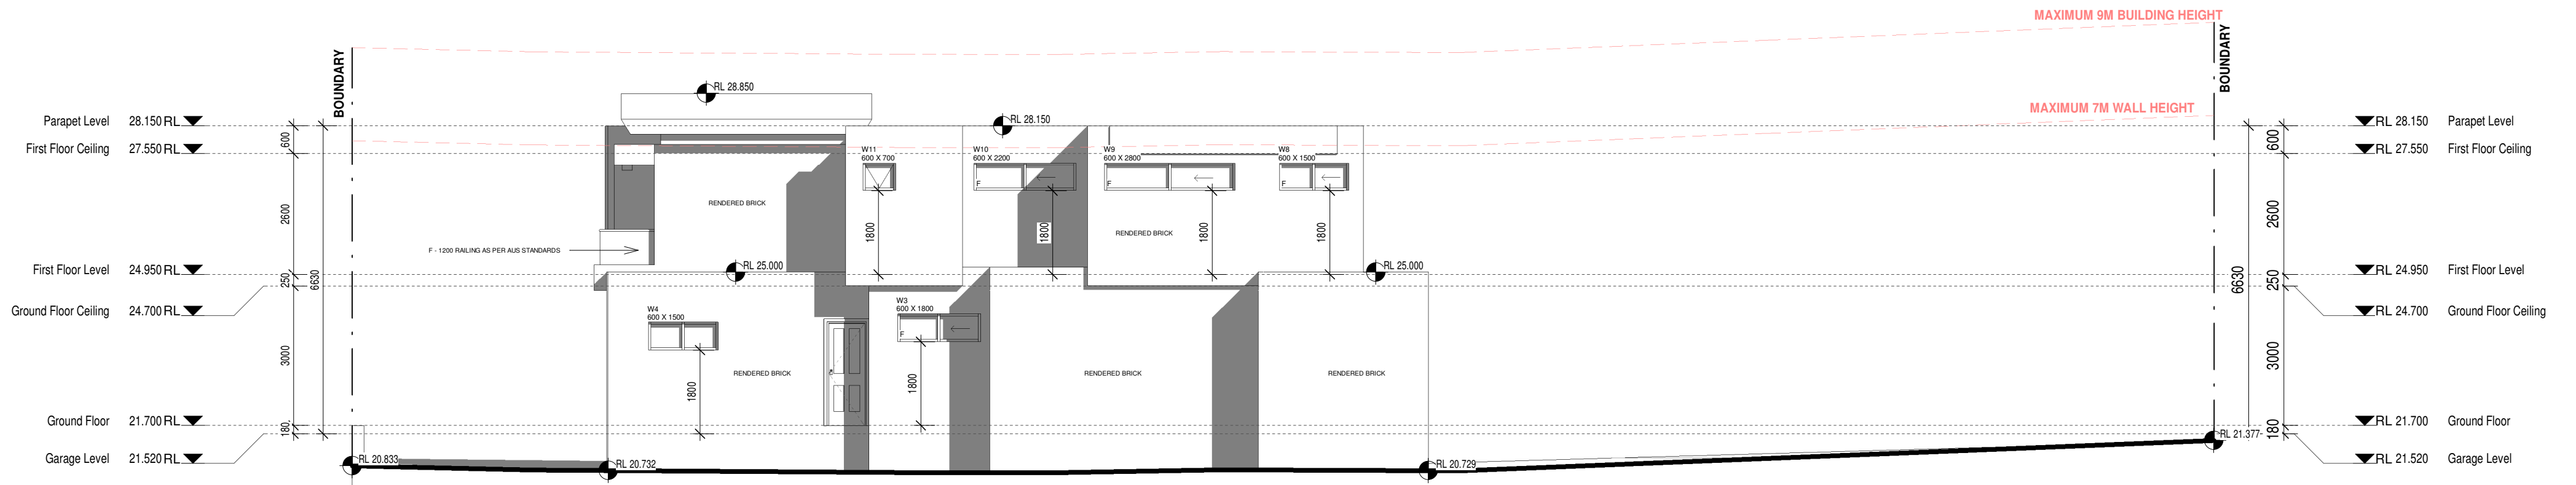 MAXIMUM 9M BUILDING HEIGHT
BOUNDARY
BOUNDARY
RL 28.850
MAXIMUM 7M WALL HEIGHT
Parapet Level 28.150 RL
RL 28.150
RL 28.150 Parapet Level
600
600
First Floor Ceiling 27.550 RL
RL 27.550 First Floor Ceiling
W11
600 X 700
W10
600 X 2200
W9
600 X 2800
W8
600 X 1500
F
F
F
RENDERED BRICK
2600
1800
1800
RENDERED BRICK
1800
1800
2600
F - 1200 RAILING AS PER AUS STANDARDS
First Floor Level 24.950 RL
RL 25.000
RL 25.000
RL 24.950 First Floor Level
250
6630
6630
250
Ground Floor Ceiling 24.700 RL
RL 24.700 Ground Floor Ceiling
W4
600 X 1500
W3
600 X 1800
F
3000
RENDERED BRICK
RENDERED BRICK
RENDERED BRICK
3000
1800
1800
Ground Floor 21.700 RL
RL 21.700 Ground Floor
180
RL 21.377
180
Garage Level 21.520 RL
RL 20.833
RL 20.732
RL 20.729
RL 21.520 Garage Level